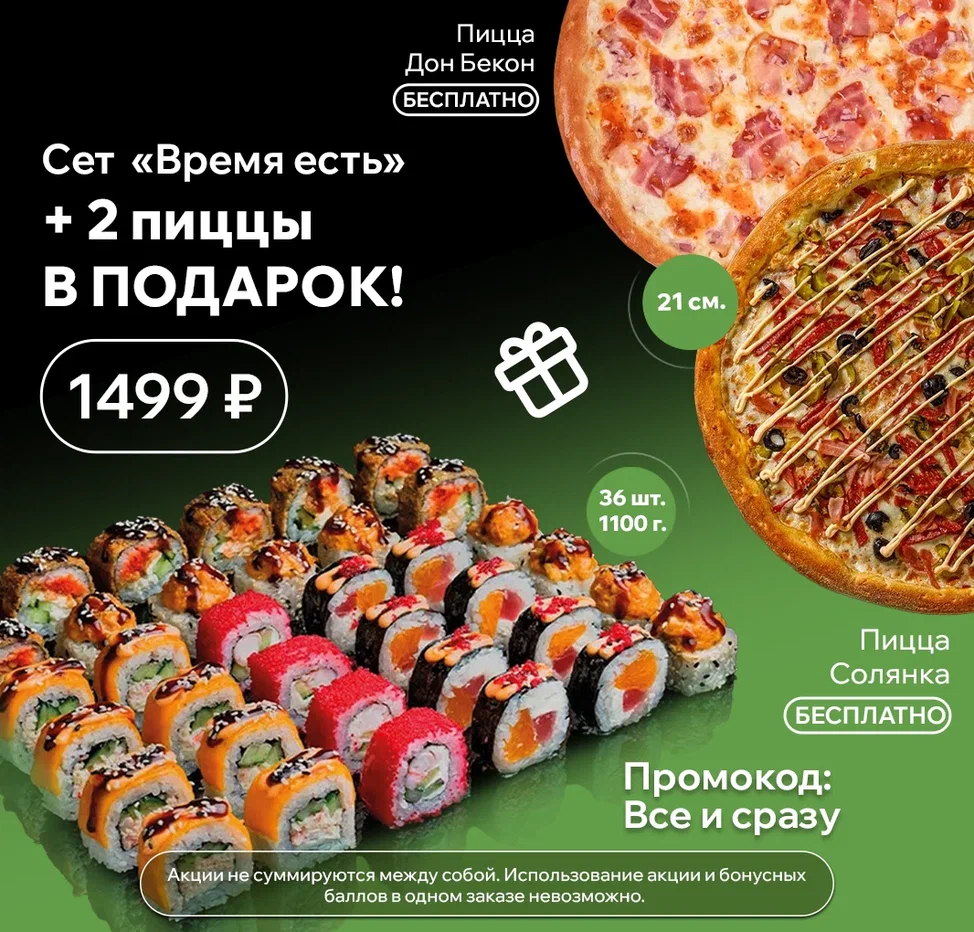 Пицца
Дон Бекон
БЕСПЛАТНО
Сет «Время есть»
+ 2 пиццы
В ПОДАРОК!
21 см.
1499 ₽
36 шт.
1100 г.
Пицца
Солянка
БЕСПЛАТНО
Промокод:
Все и сразу
Акции не суммируются между собой. Использование акции и бонусных
баллов в одном заказе невозможно.